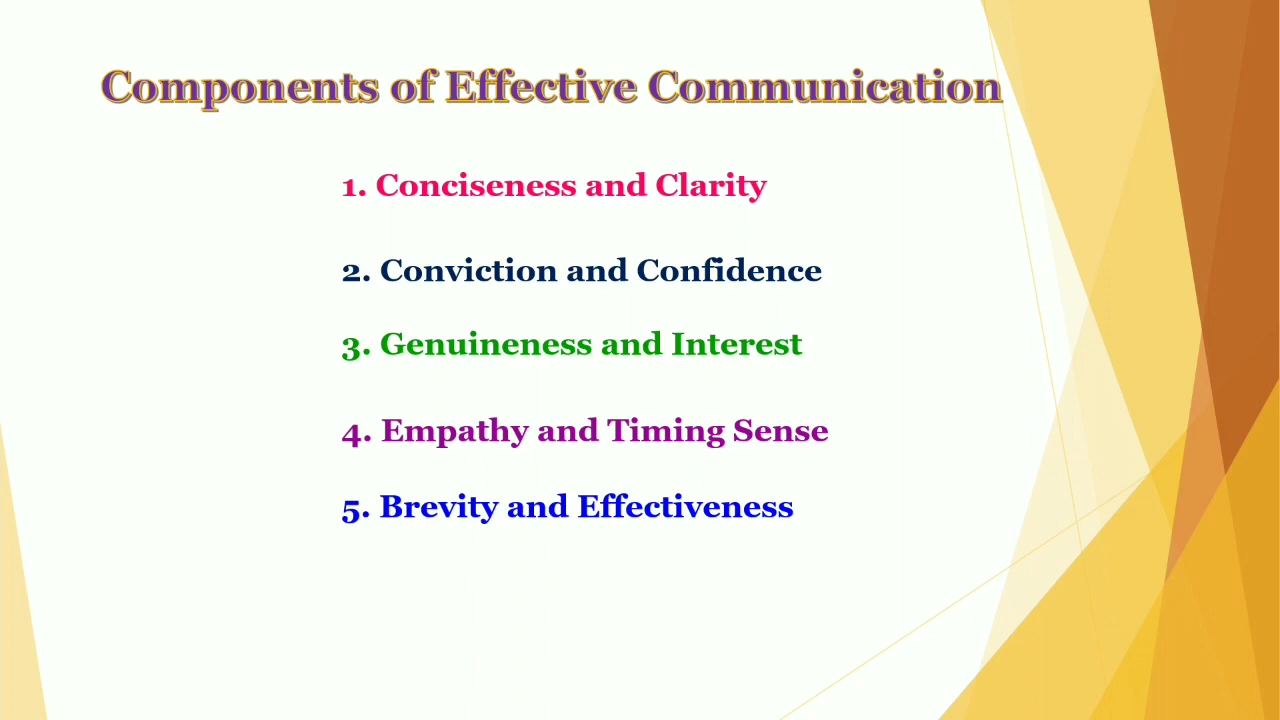 Components of Effective Communication
1. Conciseness and Clarity
2. Conviction and Confidence
3. Genuineness and Interest
4. Empathy and Timing Sense
5. Brevity and Effectiveness